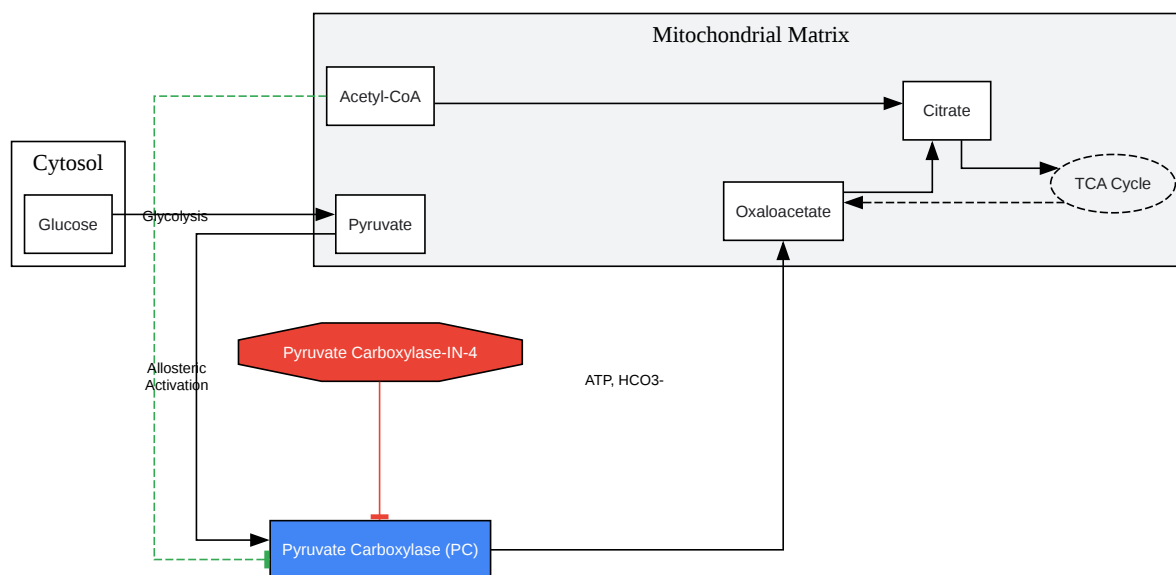 Mitochondrial Matrix
Acetyl-CoA
Citrate
Cytosol
TCA Cycle
Oxaloacetate
Glucose
Glycolysis
Pyruvate
Pyruvate Carboxylase-IN-4
Allosteric
Activation
ATP, HCO3-
Pyruvate Carboxylase (PC)